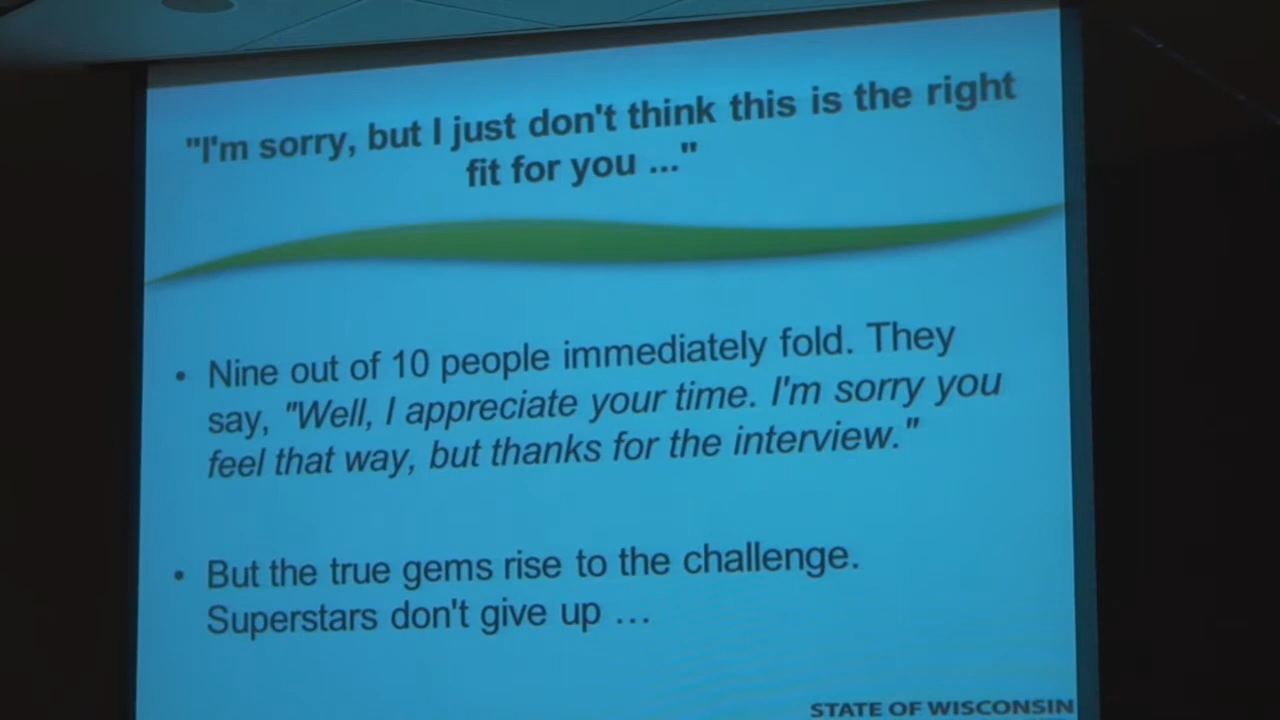 "I'm sorry, but I just don't think this is the right
fit for you ..."
• Nine out of 10 people immediately fold. They
say, "Well, I appreciate your time. I'm sorry you
feel that way, but thanks for the interview."
• But the true gems rise to the challenge.
Superstars don't give up ...
STATE OF WISCONSIN